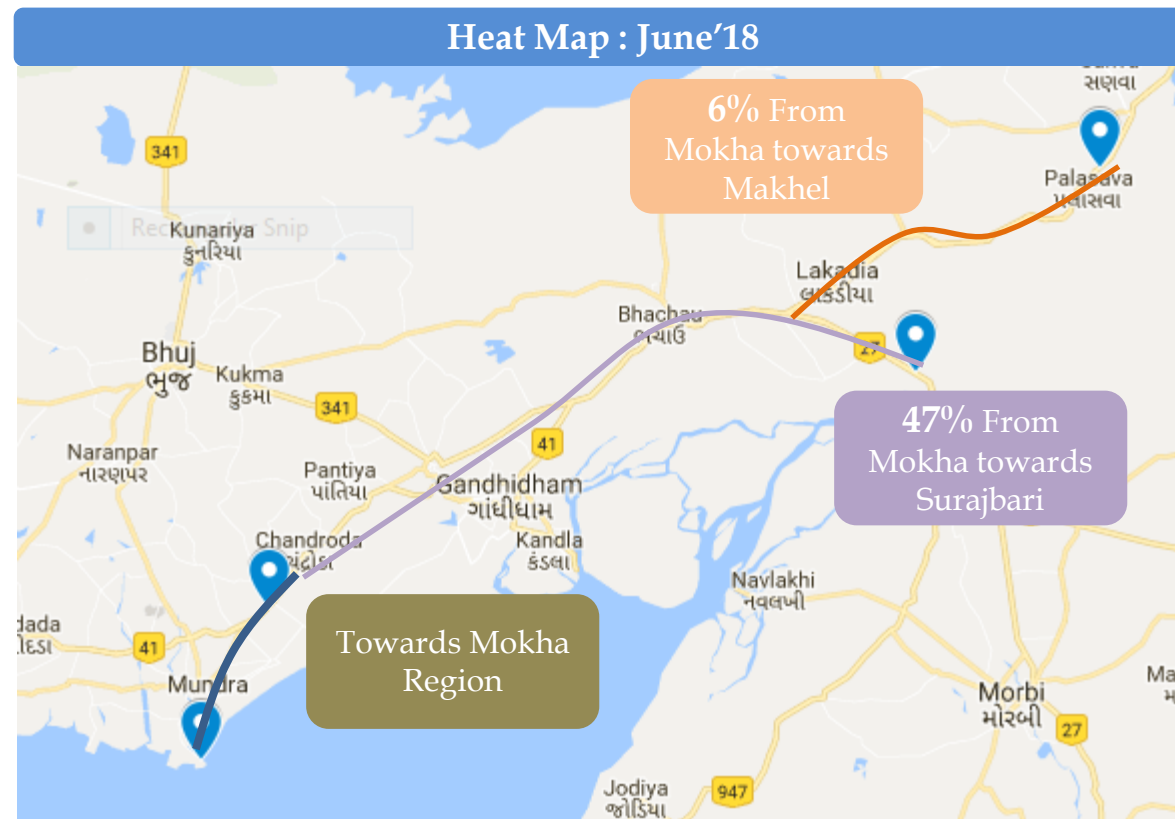 Heat Map : June’18
સણવા
6% From
Mokha towards
Makhel
341
Palasava
પલાસવા
Kunariya
કુનરિયા
Lakadia
લાકડીયા
Bhachau
ભચાઉ
27
Bhuj
ભુજ
Kukma
કુકમા
341
47% From
Mokha towards
Surajbari
41
Naranpar
નારણપર
Pantiya
પાંતિયા
Gandhidham
ગાંધીધામ
Chandroda
Kandla
કંડલા
Navlakhi
નવલખી
Towards Mokha
Region
41
Mundra
Morbi
મોરબી
27
Jodiya
જોડિયા
947